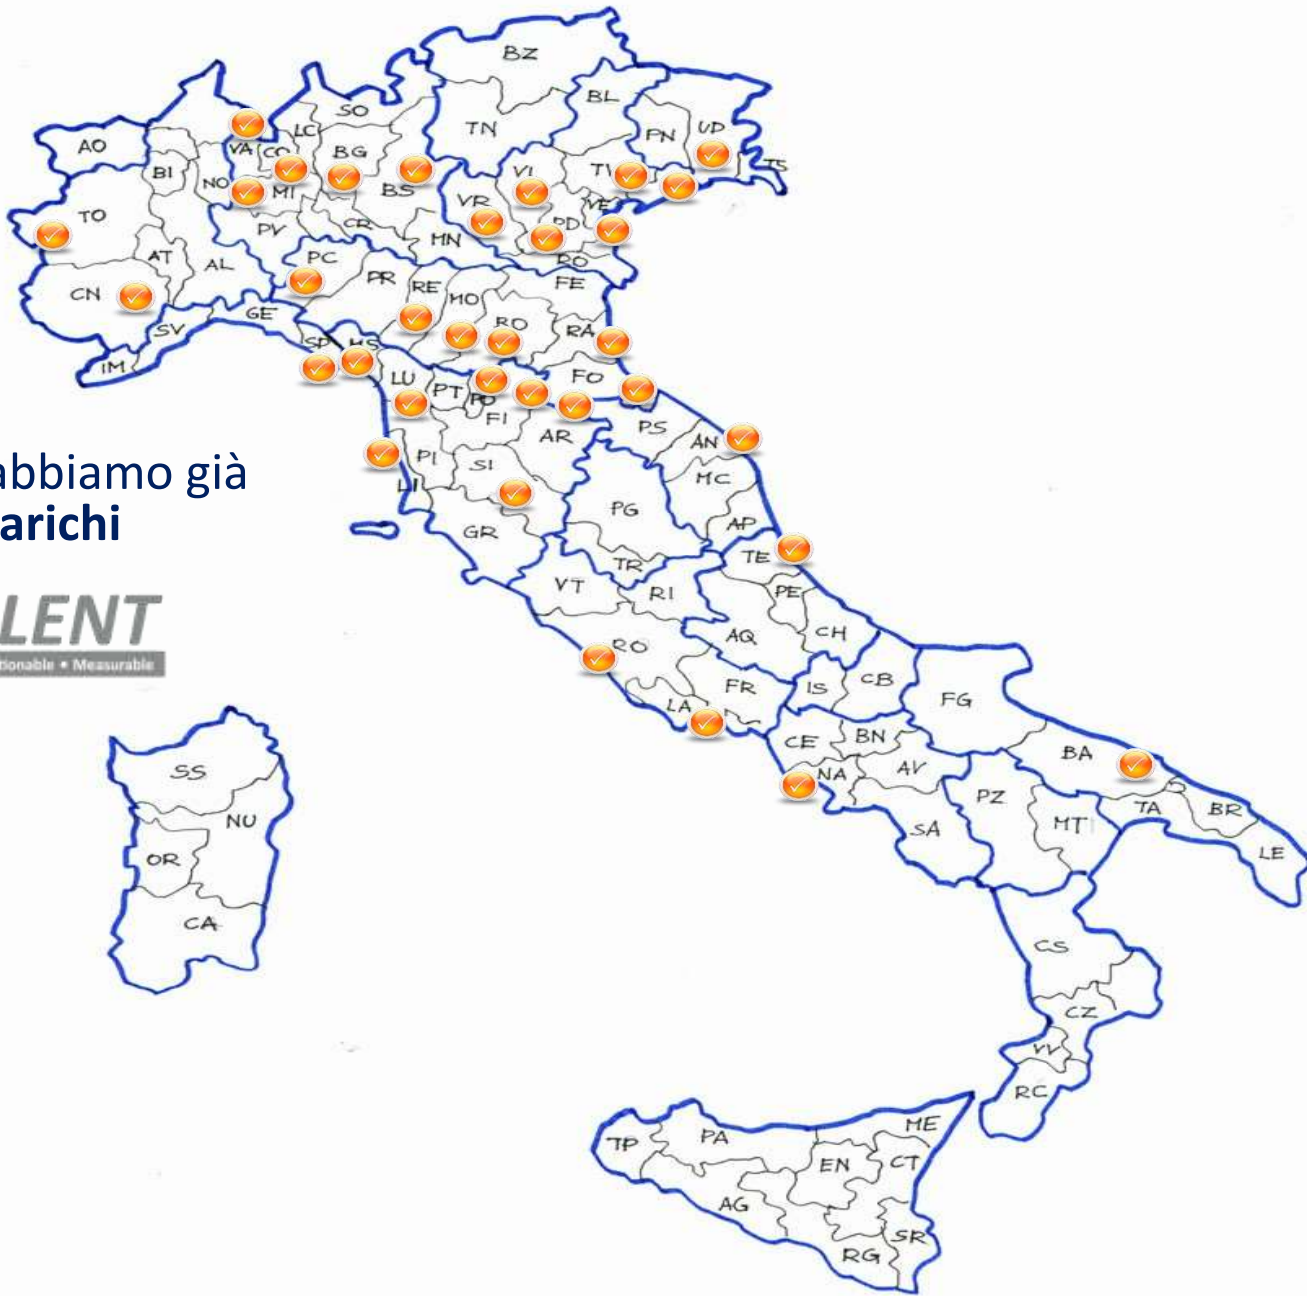 BZ
BL
SO
TN
PN
UD
LC
AO
VA
CO
BG
TS
BI
VI
NO
MI
BS
VR
VE
TO
PV
CR
PD
MN
AT
AL
PC
RO
CN
PR
RE
FE
MO
GE
BO
RA
SV
SP
MS
IM
LU
PT
PO
FO
FI
AR
PS
AN
abbiamo già
PI
SI
MC
LI
arichi
PG
GR
AP
TE
TR
VT
RI
PE
LENT
tionable • Measurable
AQ
CH
RO
FR
IS
CB
LA
FG
CE
BN
BA
SS
NA
AV
PZ
TA
BR
NU
SA
MT
LE
OR
CA
CS
CZ
VV
RC
TP
PA
ME
EN
CT
AG
SR
RG